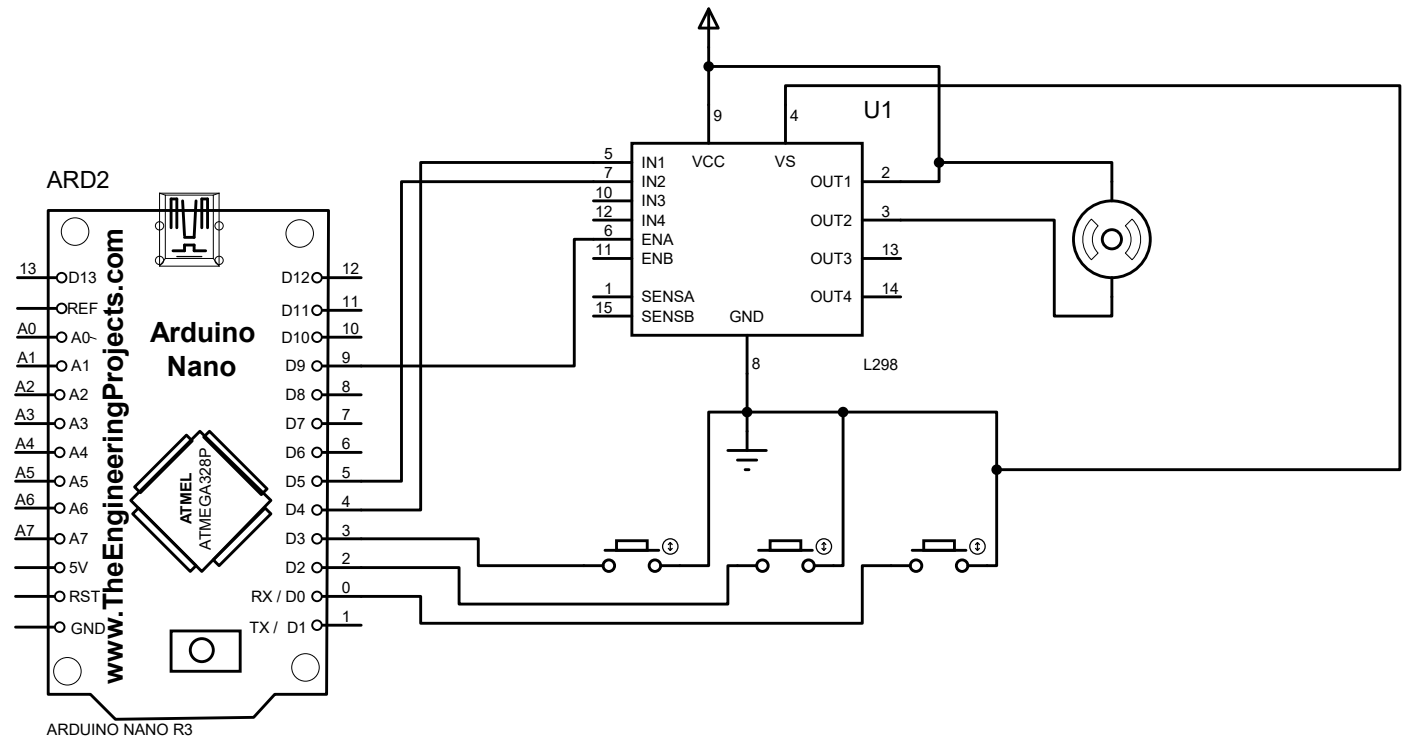 U1
9
4
VCC
VS
5
IN1
7
IN2
10
IN3
12
IN4
6
ENA
11
ENB
1
SENSA
15
SENSB
GND
8
OUT1
2
OUT2
3
OUT3
13
OUT4
14
L298
ARD2
www.TheEngineeringProjects.com
Arduino
Nano
ATMEL
ATMEGA328P
13
D13
REF
A0
A0~
A1
A1
A2
A2
A3
A3
A4
A4
A5
A5
A6
A6
A7
A7
5V
RST
GND
D12
12
D11
11
D10
10
D9
9
D8
8
D7
7
D6
6
D5
5
D4
4
D3
3
D2
2
RX / D0
0
TX / D1
1
ARDUINO NANO R3